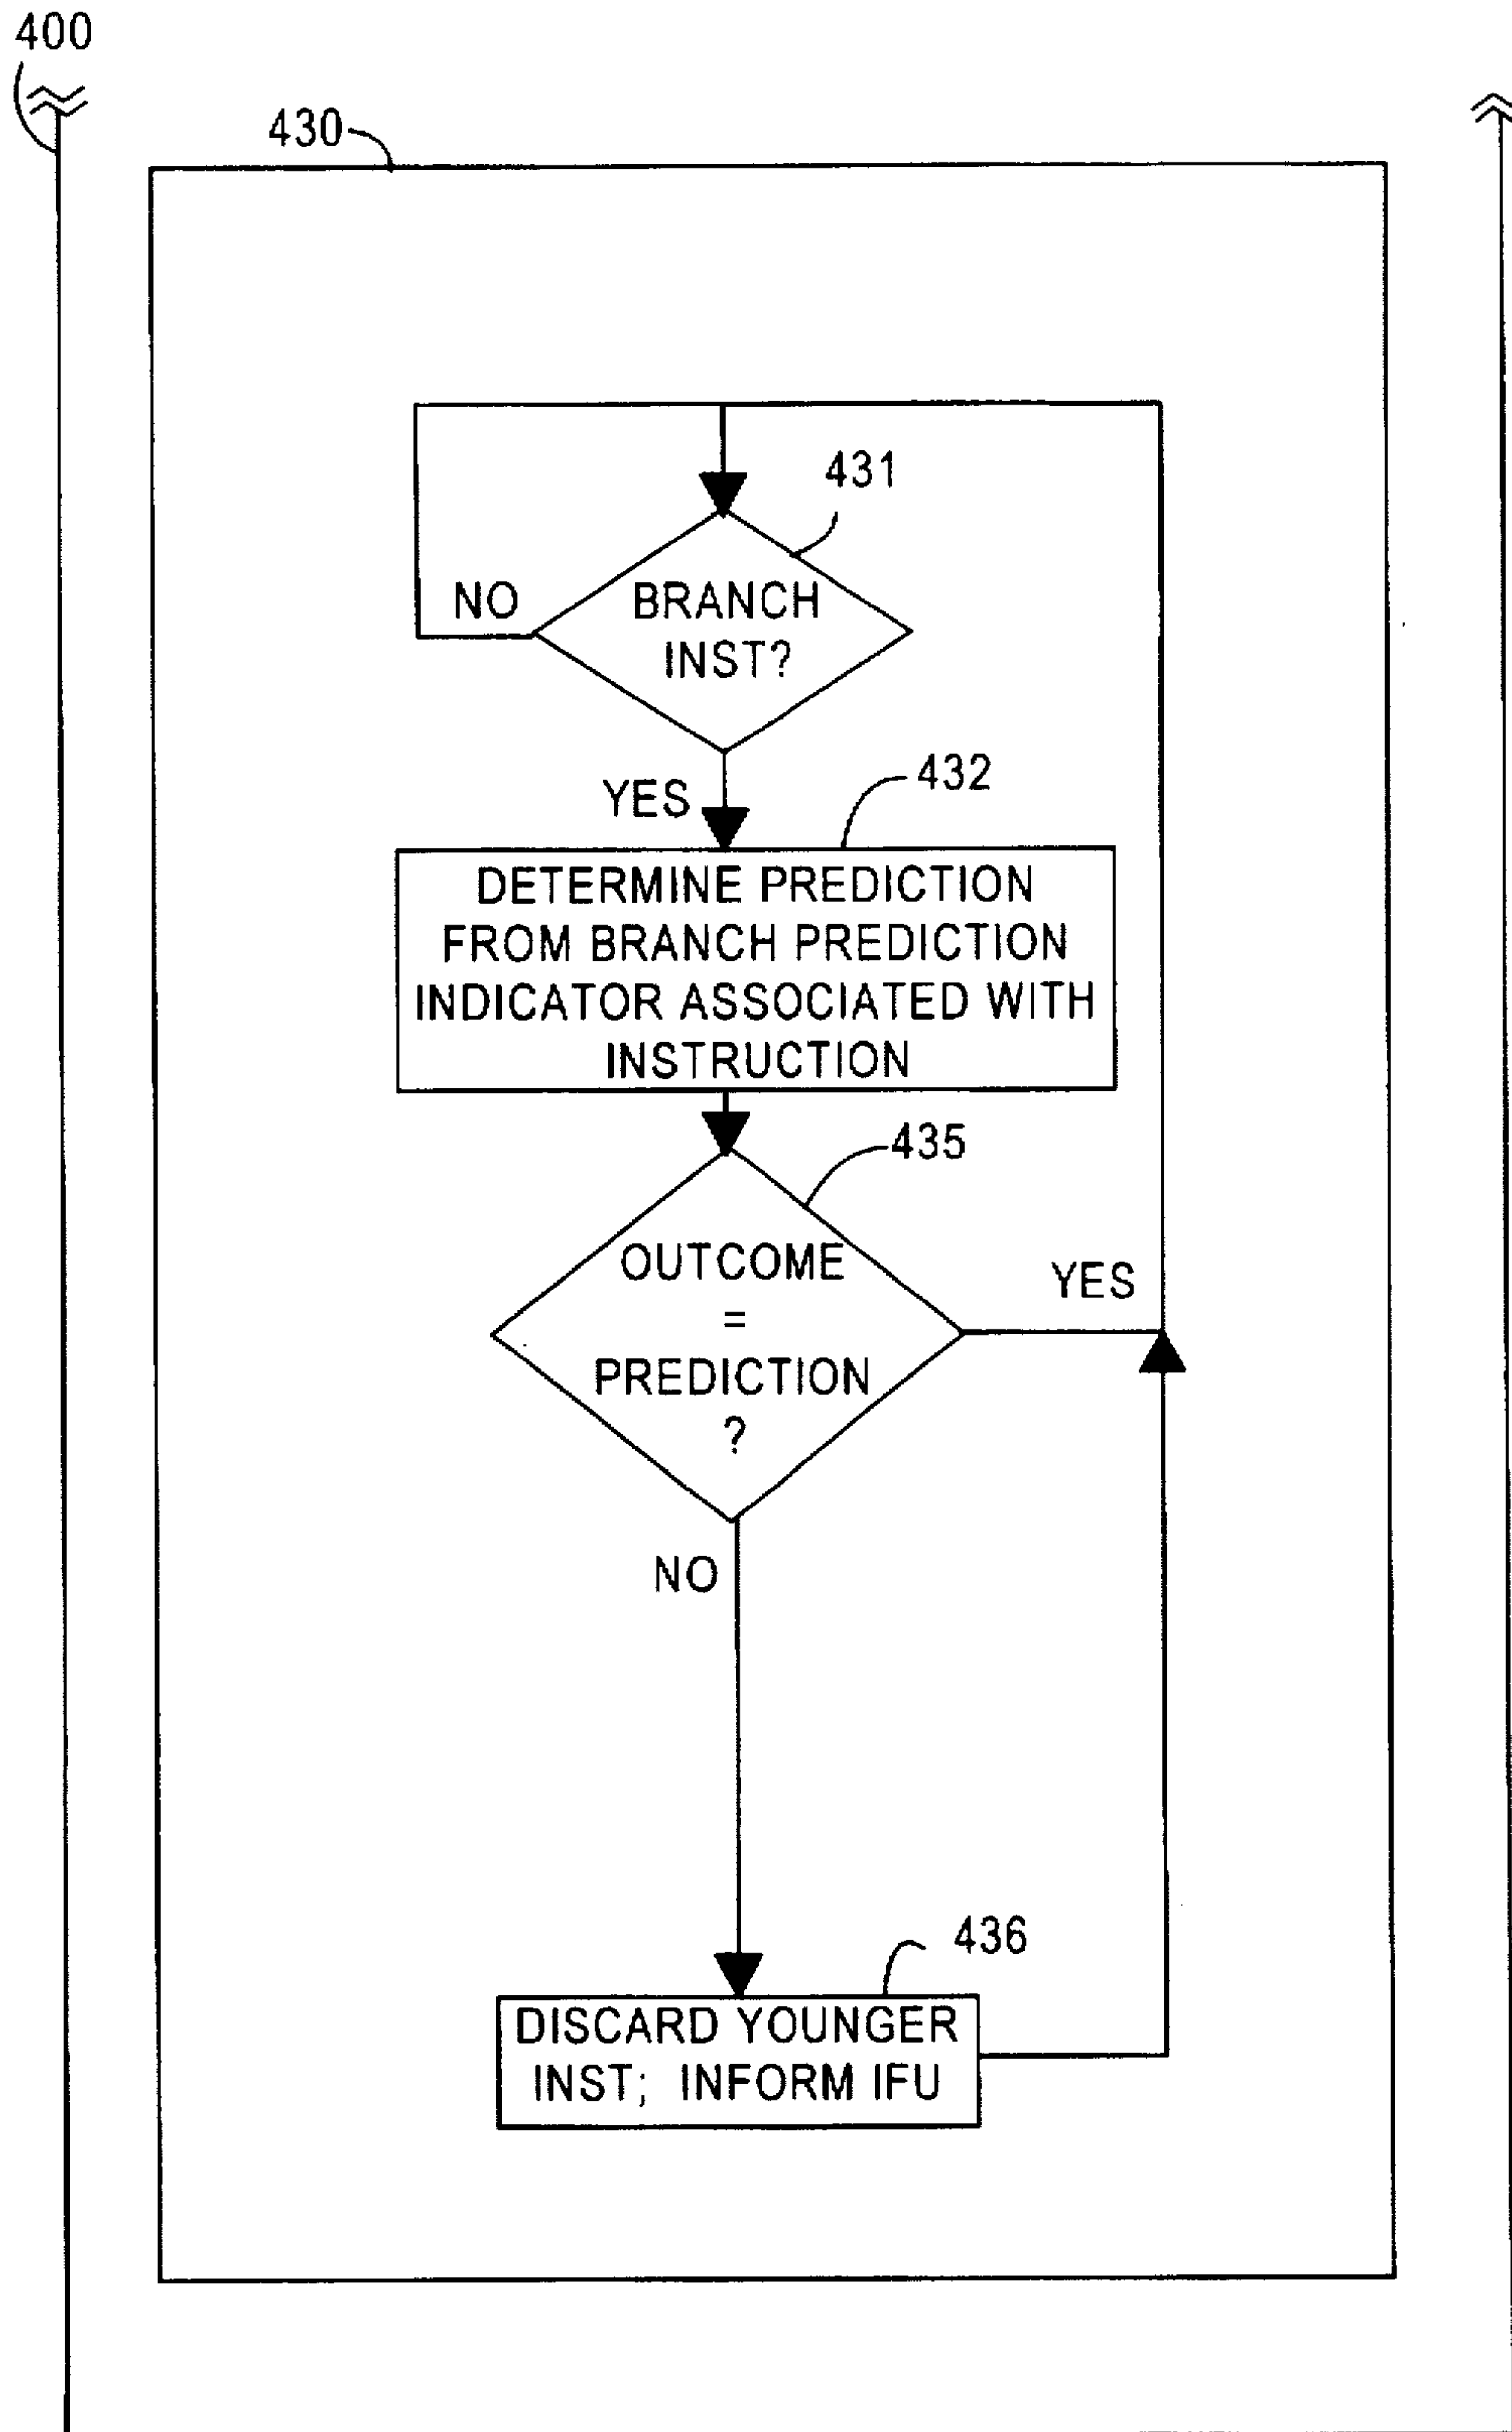 400
430
431
NO
BRANCH
INST?
YES
432
DETERMINE PREDICTION
FROM BRANCH PREDICTION
INDICATOR ASSOCIATED WITH
INSTRUCTION
435
OUTCOME
=
PREDICTION
?
YES
NO
436
DISCARD YOUNGER
INST; INFORM IFU